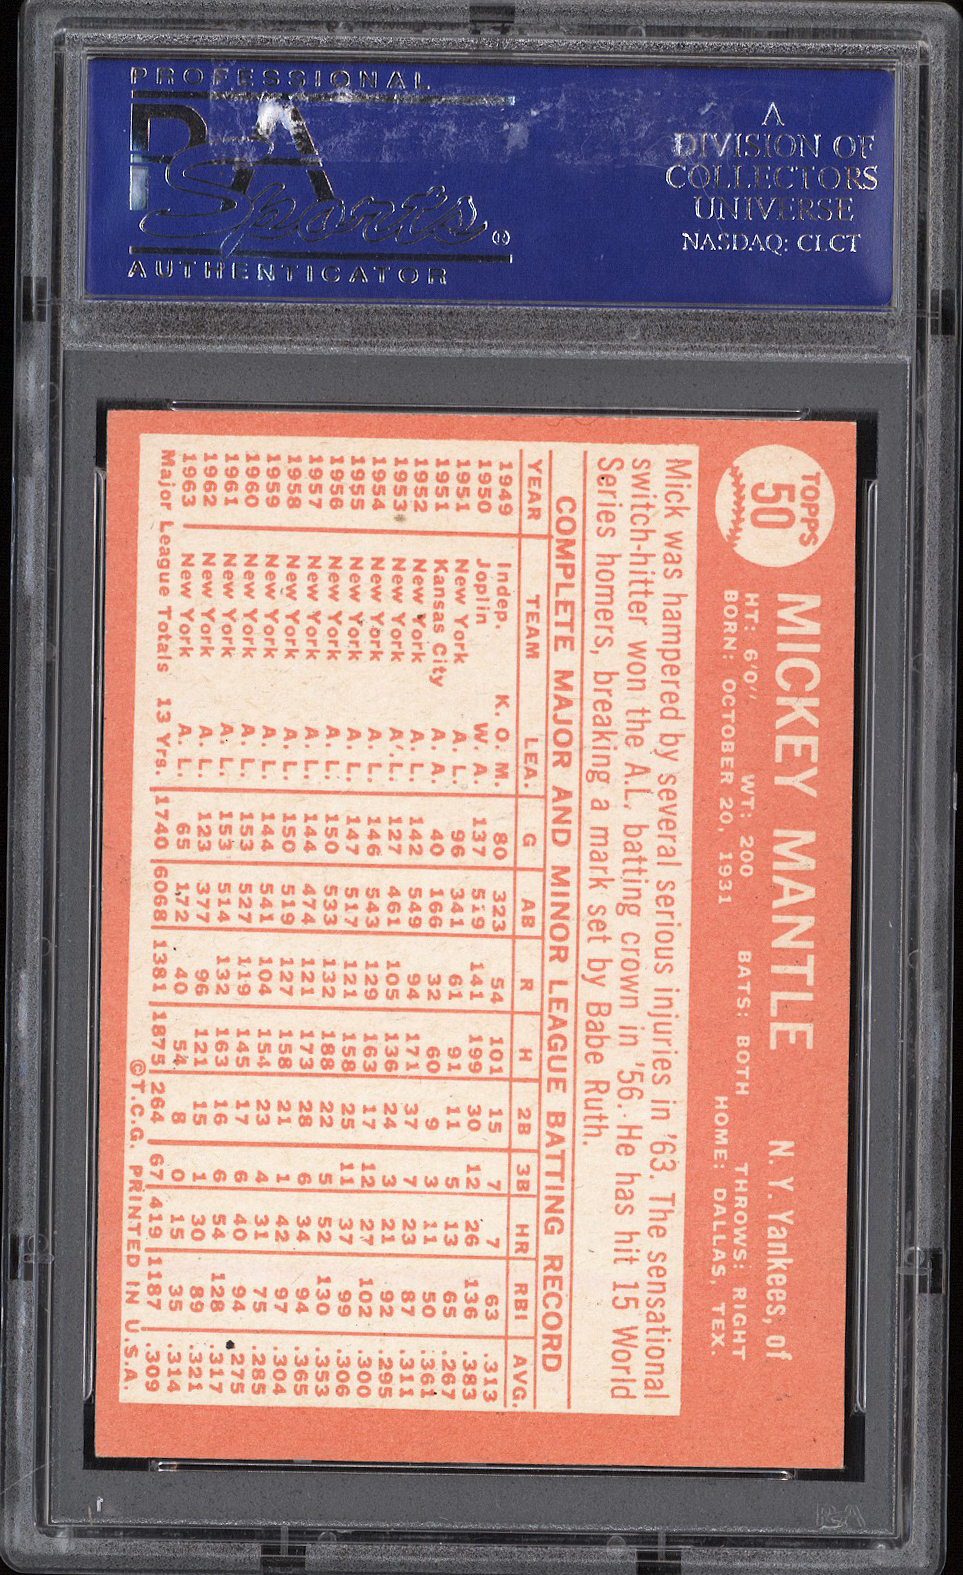 PROFESSIONAL
PSA
Sports®
AUTHENTICATOR
A
DIVISION OF
COLLECTORS
UNIVERSE
NASDAQ: CLCT
TOPPS
50
MICKEY MANTLE N. Y. Yankees, of
HT: 6'0'' WT: 200 BATS: BOTH THROWS: RIGHT
BORN: OCTOBER 20, 1931 HOME: DALLAS, TEX.
Mick was hampered by several serious injuries in '63. The sensational
switch-hitter won the A.L. batting crown in '56. He has hit 15 World
Series homers, breaking a mark set by Babe Ruth.
COMPLETE MAJOR AND MINOR LEAGUE BATTING RECORD
YEAR TEAM LEA. G AB R H 2B 3B HR RBI AVG.
1949 Indep. K. O. M. 80 323 54 101 15 7 7 63 .313
1950 Joplin W. A. 137 519 141 199 30 12 26 136 .383
1951 New York A. L. 96 341 61 91 11 5 13 65 .267
1951 Kansas City A. A. 40 166 32 60 9 3 11 50 .361
1952 New York A. L. 142 549 94 171 37 7 23 87 .311
1953 New York A. L. 127 461 105 136 24 3 21 92 .295
1954 New York A. L. 146 543 129 163 17 12 27 102 .300
1955 New York A. L. 147 517 121 158 25 11 37 99 .306
1956 New York A. L. 150 533 132 188 22 5 52 130 .353
1957 New York A. L. 144 474 121 173 28 6 34 94 .365
1958 New York A. L. 150 519 127 158 21 1 42 97 .304
1959 New York A. L. 144 541 104 154 23 4 31 75 .285
1960 New York A. L. 153 527 119 145 17 6 40 94 .275
1961 New York A. L. 153 514 132 163 16 6 54 128 .317
1962 New York A. L. 123 377 96 121 15 1 30 89 .321
1963 New York A. L. 65 172 40 54 8 0 15 35 .314
Major League Totals 13 Yrs. 1740 6068 1381 1875 264 67 419 1187 .309
©T.C.G. PRINTED IN U.S.A.
PSA